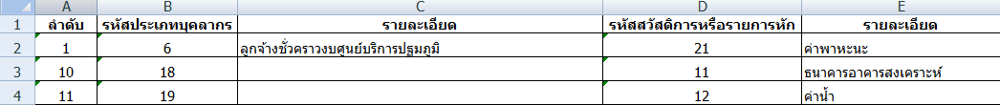 A B C D E
1 ลำดับ รหัสประเภทบุคลากร รายละเอียด รหัสสวัสดิการหรือรายการหัก รายละเอียด
2 1 6 ลูกจ้างชั่วคราวงบศูนย์บริการปฐมภูมิ 21 ค่าพาหะนะ
3 10 18 11 ธนาคารอาคารสงเคราะห์
4 11 19 12 ค่าน้ำ